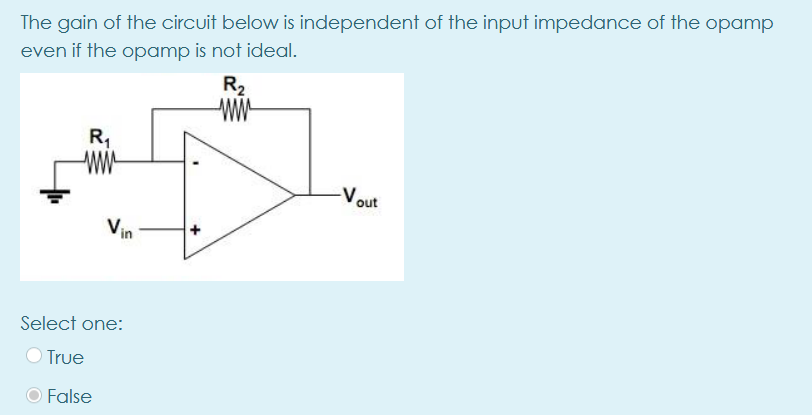 The gain of the circuit below is independent of the input impedance of the opamp
even if the opamp is not ideal.
R₂
R₁
-
-Vout
Vin
+
Select one:
True
False